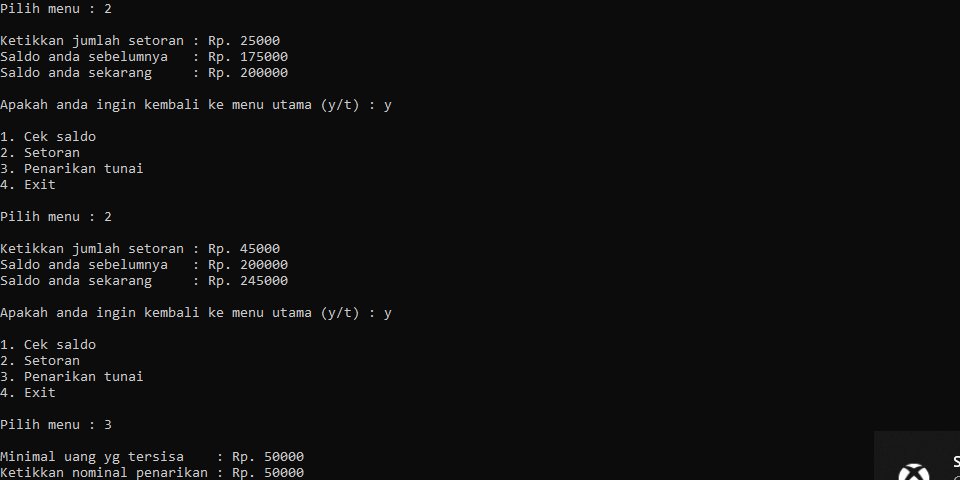 Pilih menu : 2
Ketikkan jumlah setoran : Rp. 25000
Saldo anda sebelumnya   : Rp. 175000
Saldo anda sekarang     : Rp. 200000
Apakah anda ingin kembali ke menu utama (y/t) : y
1. Cek saldo
2. Setoran
3. Penarikan tunai
4. Exit
Pilih menu : 2
Ketikkan jumlah setoran : Rp. 45000
Saldo anda sebelumnya   : Rp. 200000
Saldo anda sekarang     : Rp. 245000
Apakah anda ingin kembali ke menu utama (y/t) : y
1. Cek saldo
2. Setoran
3. Penarikan tunai
4. Exit
Pilih menu : 3
Minimal uang yg tersisa    : Rp. 50000
Ketikkan nominal penarikan : Rp. 50000